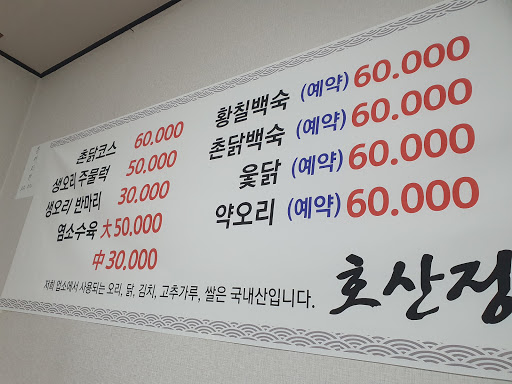 촌닭코스 60.000
생오리 주물럭 50,000
생오리/ 반마리 30,000
염소수육 大 50,000
中 30,000
황칠백숙 (예약) 60.000
촌닭백숙 (예약) 60.000
옻닭 (예약) 60.000
약오리 (예약) 60.000
저희 업소에서 사용되는 오리, 닭, 김치, 고추가루, 쌀은 국내산입니다.
호산정